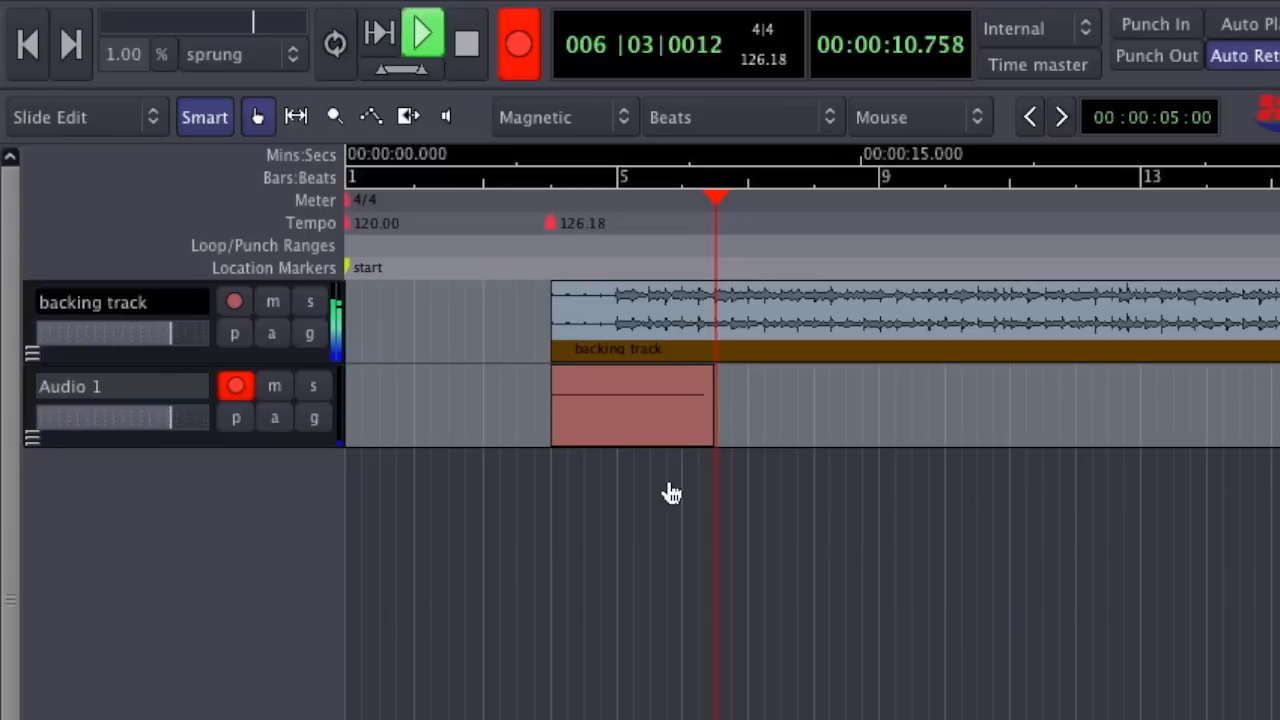 1.00 % sprung 006 |03|0012 4|4 126.18 00:00:10.758 Internal Time master Punch In Punch Out Auto Pl Auto Ret
Slide Edit Smart Magnetic Beats Mouse 00:00:05:00
Mins:Secs 00:00:00.000 00:00:15.000
Bars:Beats 1 5 9 13
Meter 4/4
Tempo 120.00 126.18
Loop/Punch Ranges
Location Markers start
backing track m s
p a g
backing track
Audio 1 m s
p a g